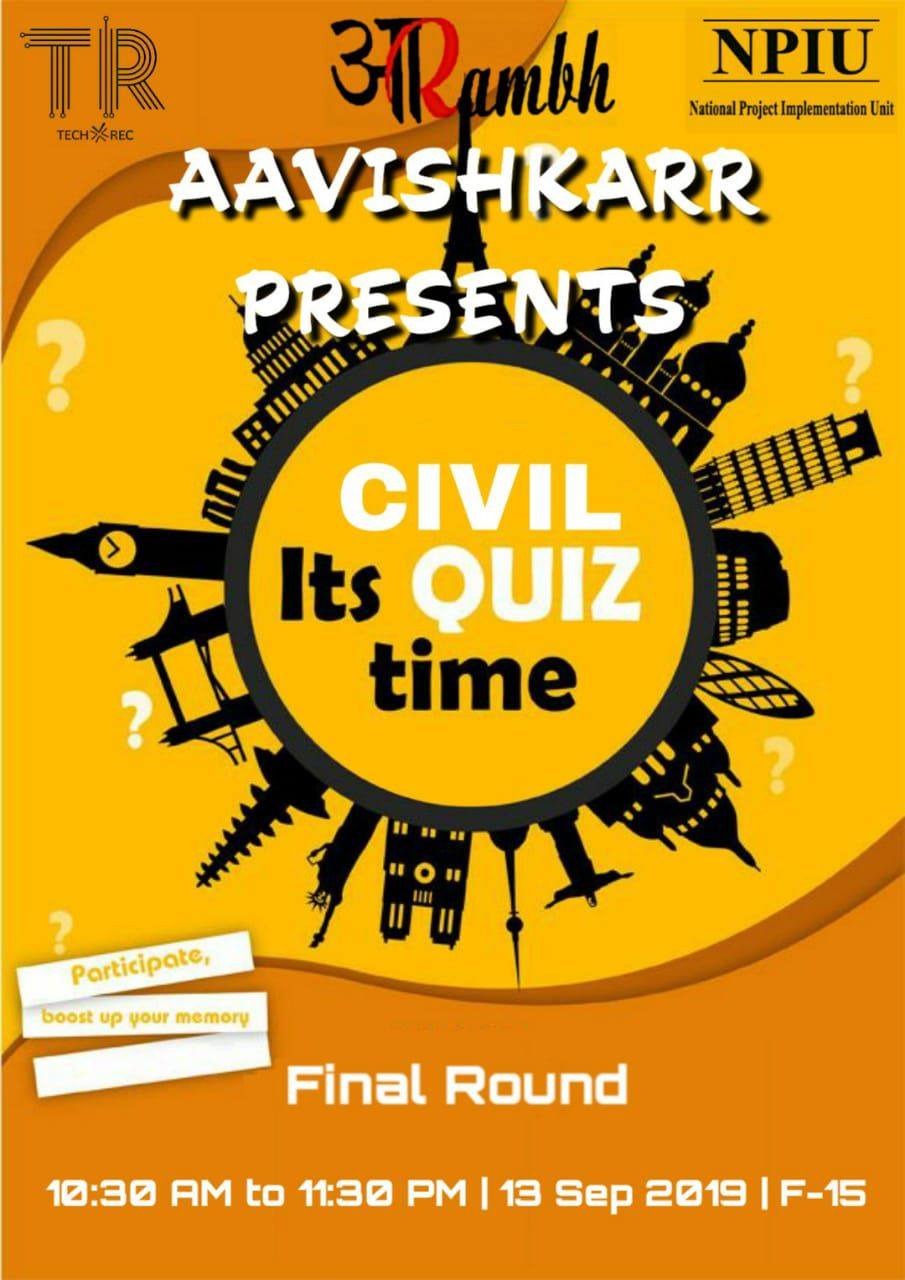 TR
TECH REC
आRambh
NPIU
National Project Implementation Unit
AAVISHKARR
PRESENTS
CIVIL
Its QUIZ
time
Participate,
boost up your memory
Final Round
10:30 AM to 11:30 PM | 13 Sep 2019 | F-15